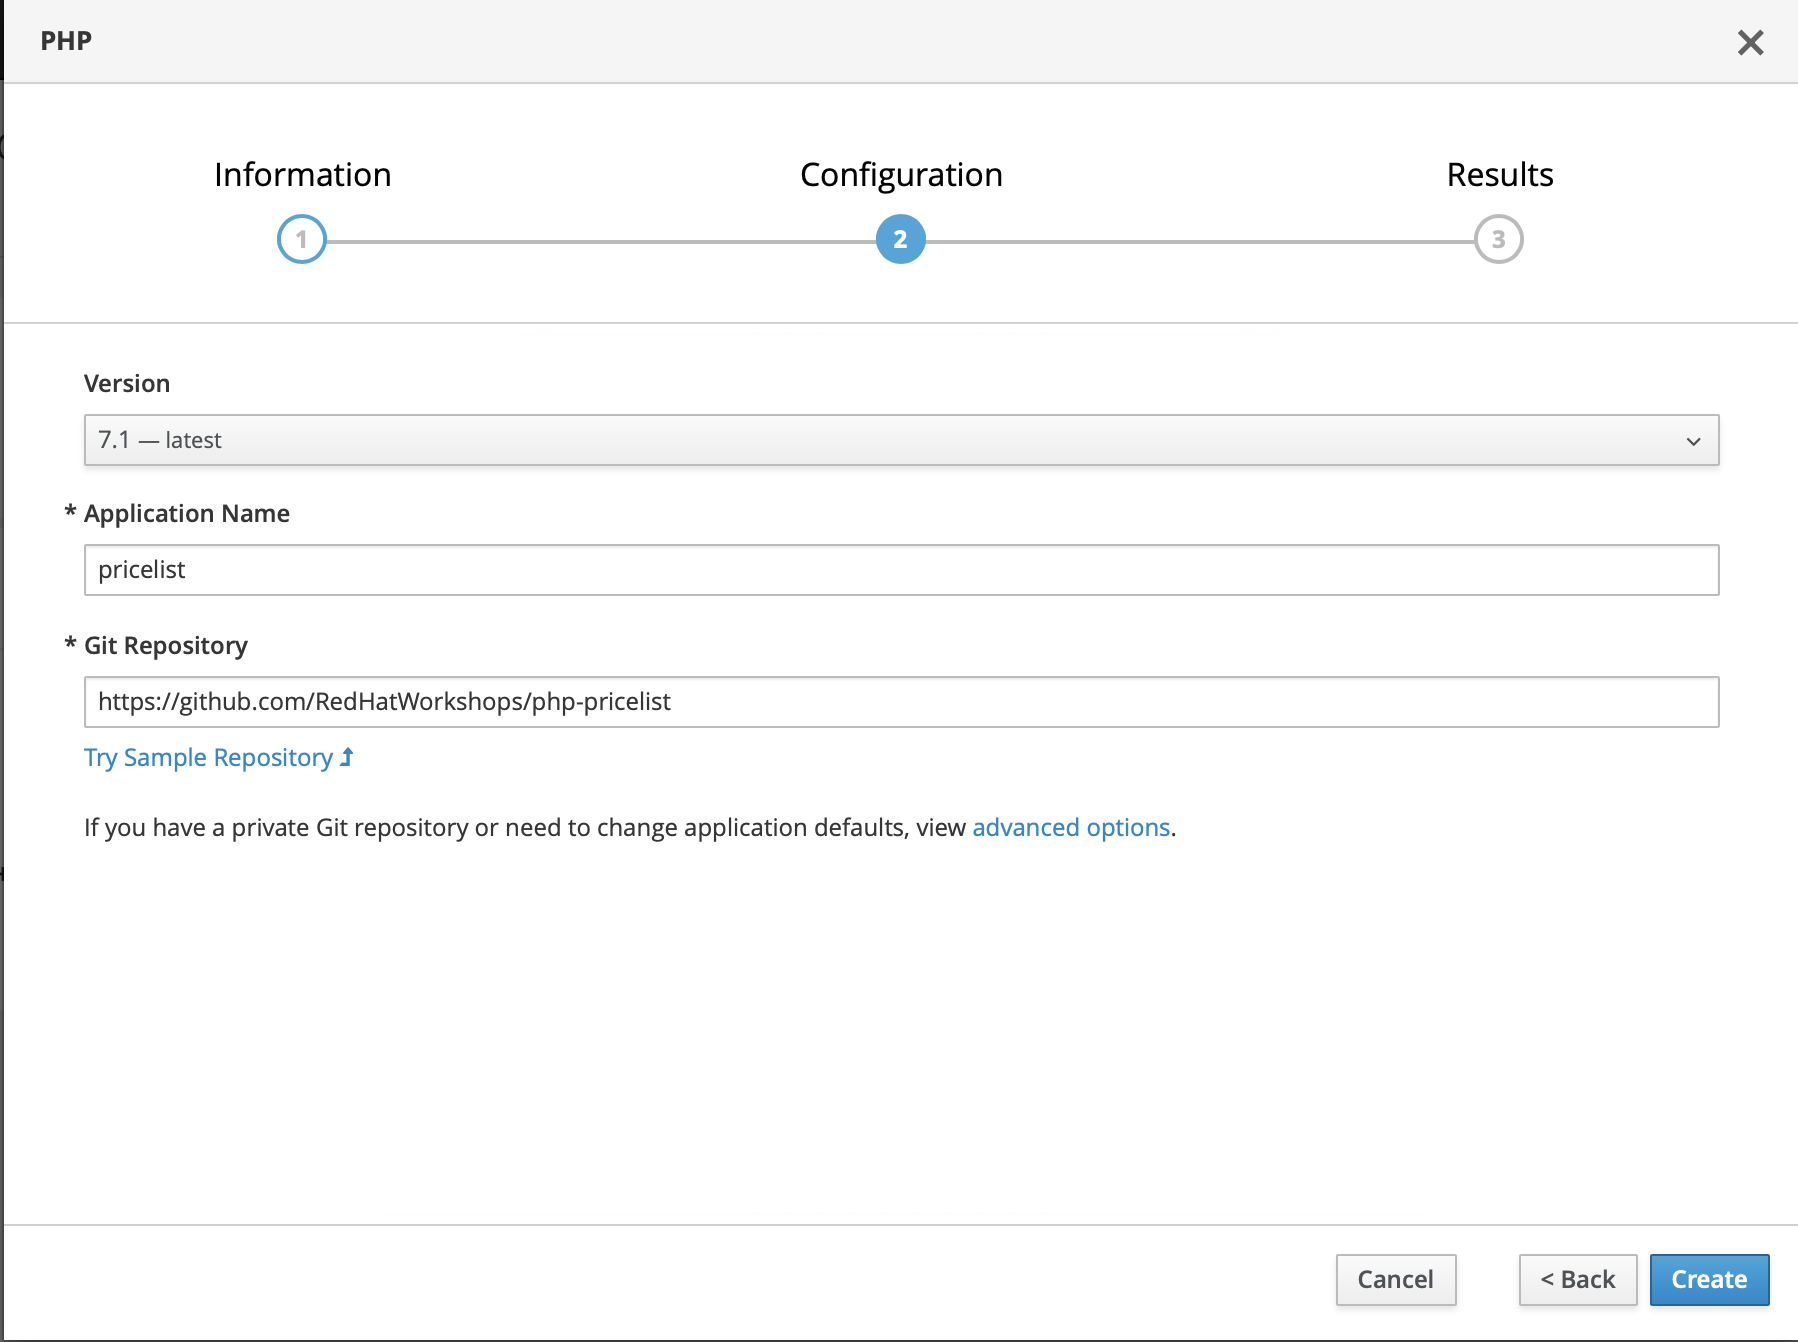 PHP
Information
Configuration
Results
1
2
3
Version
7.1 — latest
* Application Name
pricelist
* Git Repository
https://github.com/RedHatWorkshops/php-pricelist
Try Sample Repository
If you have a private Git repository or need to change application defaults, view advanced options.
Cancel
< Back
Create